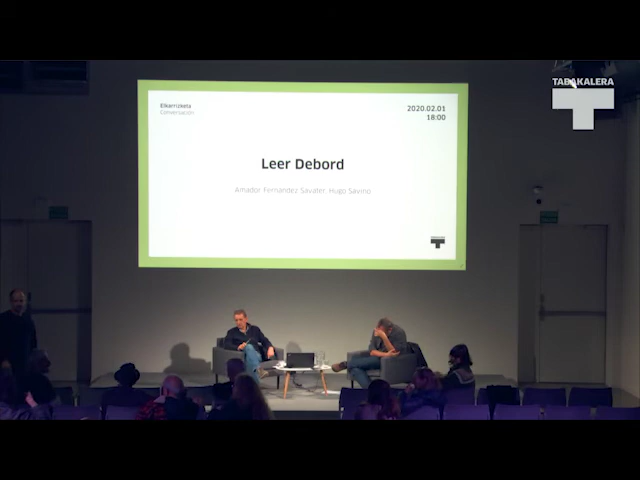 TABAKALERA
Elkarrizketa
Conversación
2020.02.01
18:00
Leer Debord
Amador Fernández Savater, Hugo Savino